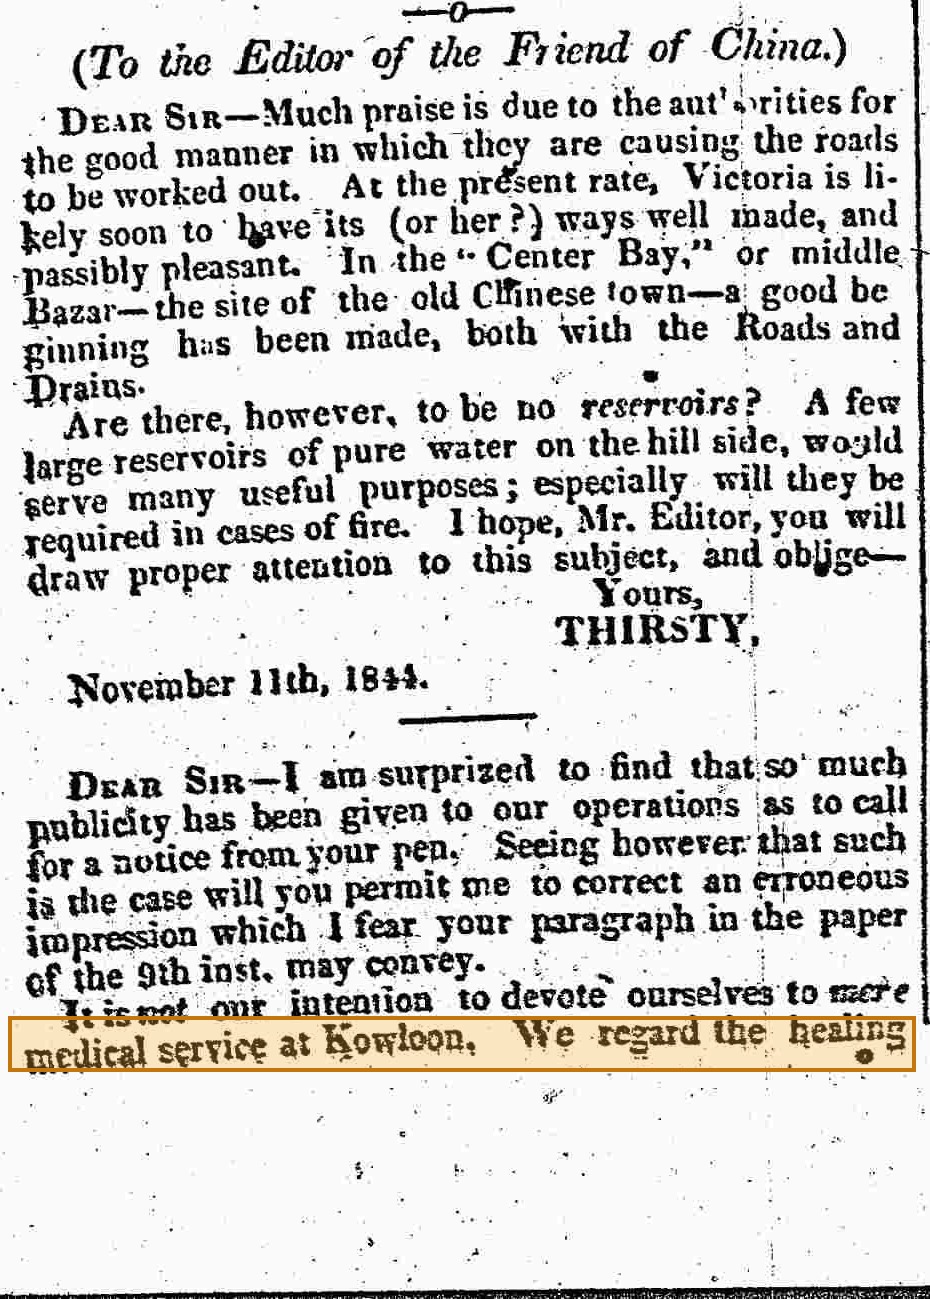 (To the Editor of the Friend of China.)
DEAR SIR—Much praise is due to the authorities for
the good manner in which they are causing the roads
to be worked out. At the present rate, Victoria is li-
kely soon to have its (or her?) ways well made, and
passibly pleasant. In the "Center Bay," or middle
Bazar—the site of the old Chinese town—a good be
ginning has been made, both with the Roads and
Drains.
Are there, however, to be no reservoirs? A few
large reservoirs of pure water on the hill side, would
serve many useful purposes; especially will they be
required in cases of fire. I hope, Mr. Editor, you will
draw proper attention to this subject, and oblige—
Yours,
THIRSTY,
November 11th, 1844.
DEAR SIR—I am surprized to find that so much
publicity has been given to our operations as to call
for a notice from your pen. Seeing however that such
is the case will you permit me to correct an erroneous
impression which I fear your paragraph in the paper
of the 9th inst. may convey.
It is not our intention to devote ourselves to mere
medical service at Kowloon. We regard the healing